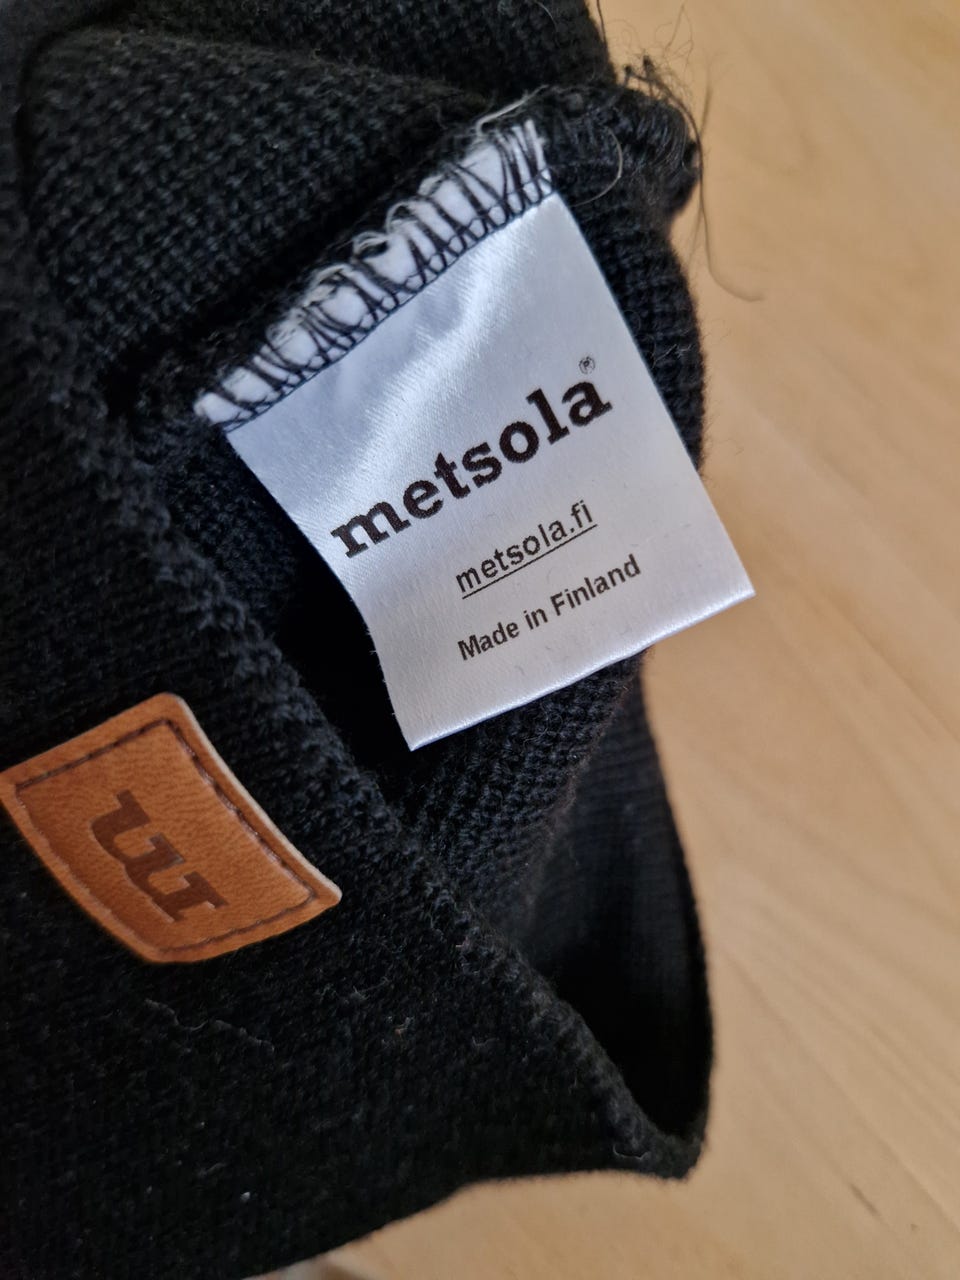 metsola®
metsola.fi
Made in Finland
m